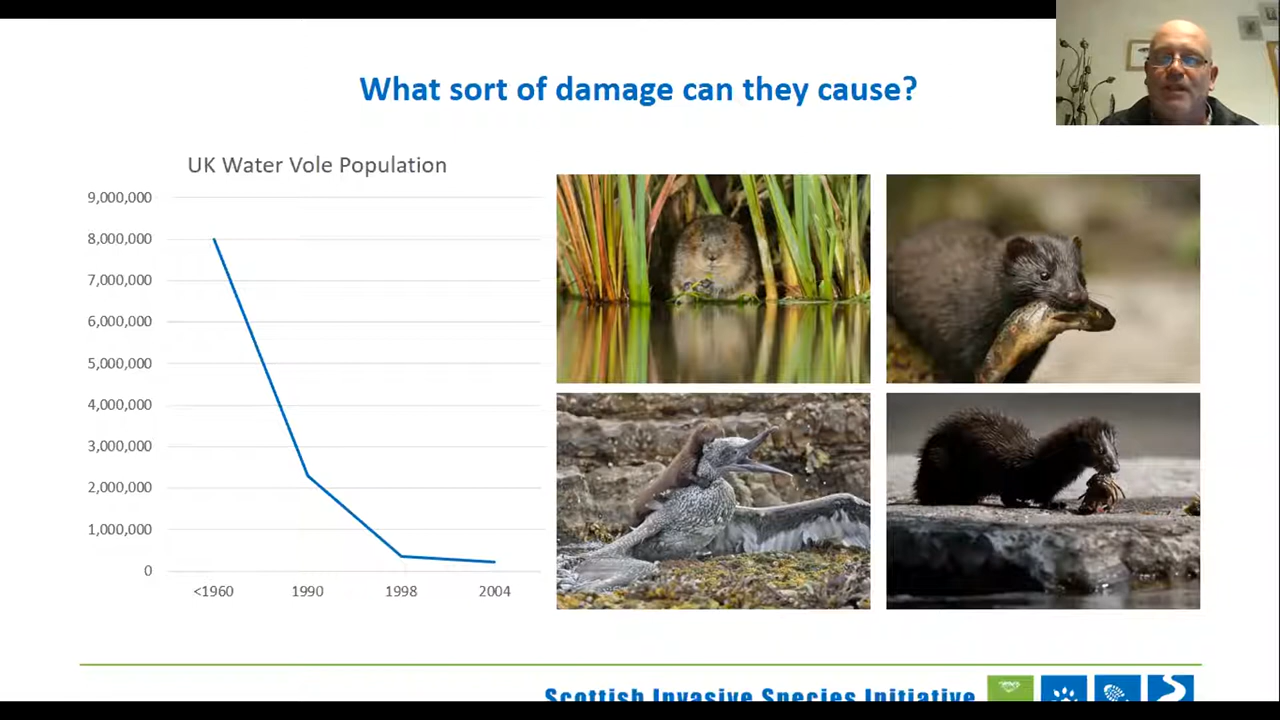 What sort of damage can they cause?
UK Water Vole Population
9,000,000
8,000,000
7,000,000
6,000,000
5,000,000
4,000,000
3,000,000
2,000,000
1,000,000
0
<1960 1990 1998 2004
Scottish Invasive Species Initiative